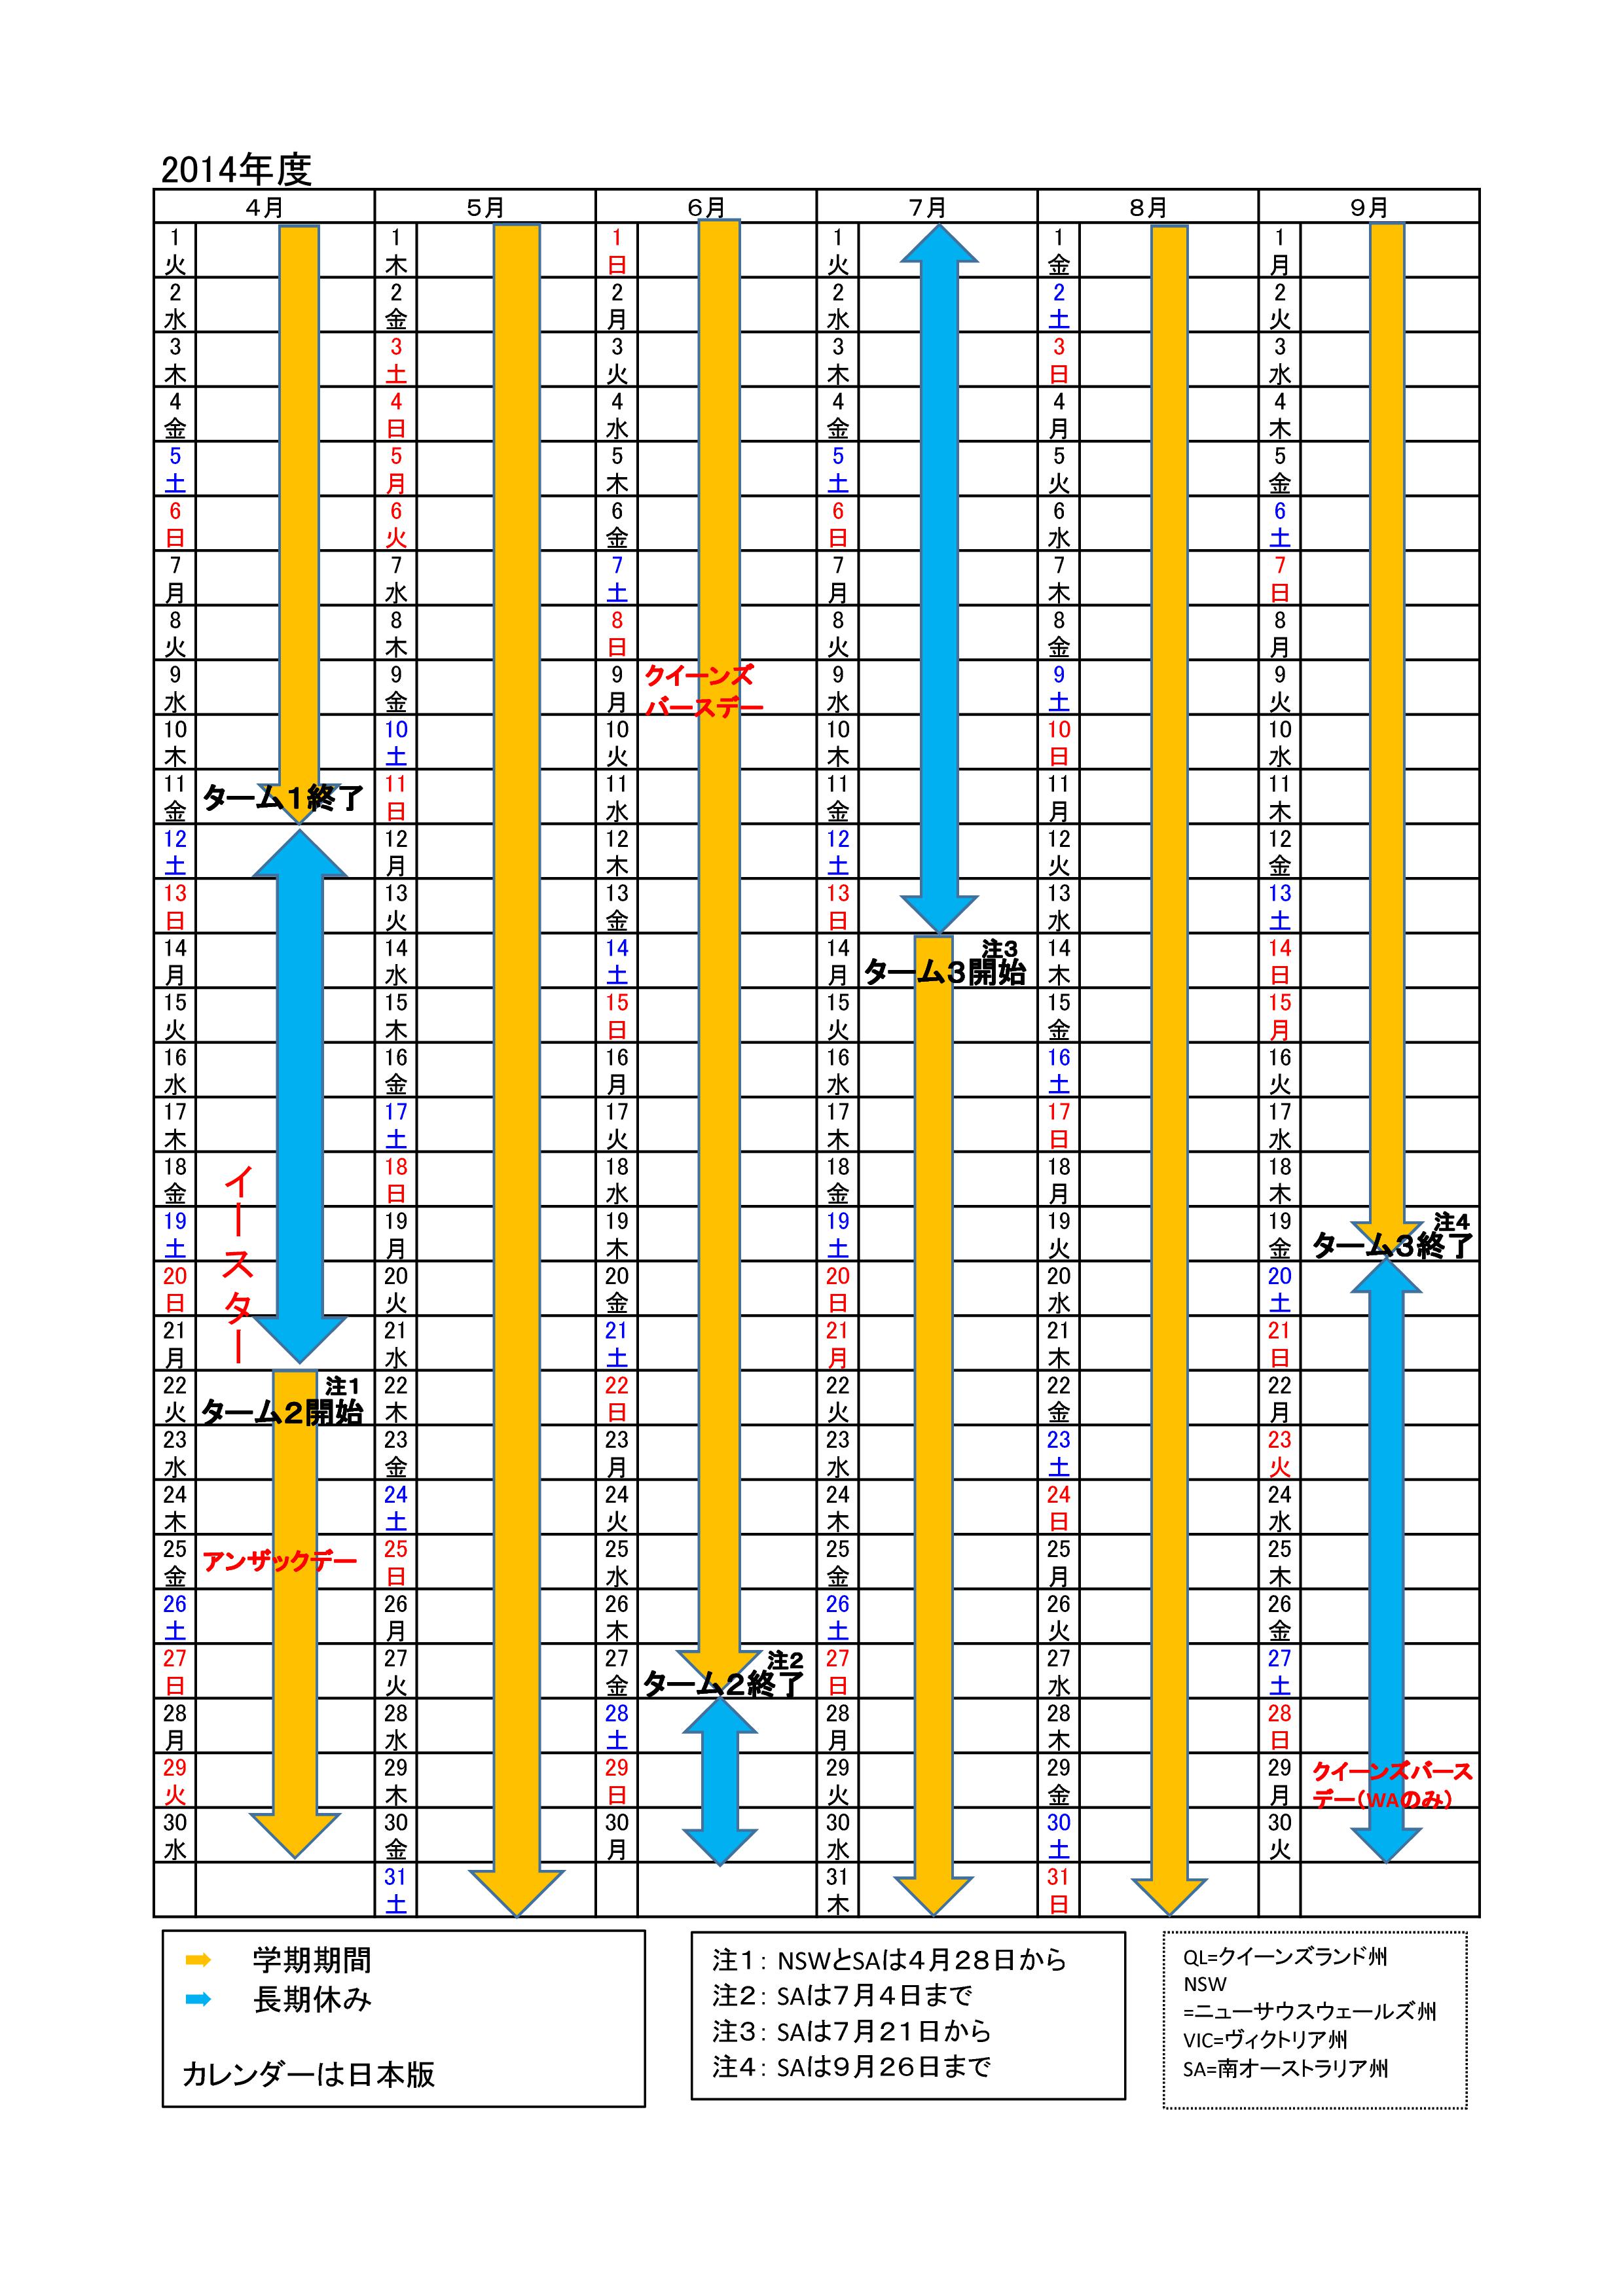 2014年度
4月 5月 6月 7月 8月 9月
1 1 1 1 1 1
火 木 日 火 金 月
2 2 2 2 2 2
水 金 月 水 土 火
3 3 3 3 3 3
木 土 火 木 日 水
4 4 4 4 4 4
金 日 水 金 月 木
5 5 5 5 5 5
土 月 木 土 火 金
6 6 6 6 6 6
日 火 金 日 水 土
7 7 7 7 7 7
月 水 土 月 木 日
8 8 8 8 8 8
火 木 日 火 金 月
9 9 9 クイーンズ 9 9 9
水 金 月 バースデー 水 土 火
10 10 10 10 10 10
木 土 火 木 日 水
11 ターム1終了 11 11 11 11 11
金 日 水 金 月 木
12 12 12 12 12 12
土 月 木 土 火 金
13 13 13 13 13 13
日 火 金 日 水 土
14 14 14 14 注3 14 14
月 水 土 月 ターム3開始 木 日
15 15 15 15 15 15
火 木 日 火 金 月
16 16 16 16 16 16
水 金 月 水 土 火
17 17 17 17 17 17
木 土 火 木 日 水
イースター
18 18 18 18 18 18
金 日 水 金 月 木
19 19 19 19 19 19 注4
土 月 木 土 火 金 ターム3終了
20 20 20 20 20 20
日 火 金 日 水 土
21 21 21 21 21 21
月 水 土 月 木 日
22 注1 22 22 22 22 22
火 ターム2開始 木 日 火 金 月
23 23 23 23 23 23
水 金 月 水 土 火
24 24 24 24 24 24
木 土 火 木 日 水
25 アンザックデー 25 25 25 25 25
金 日 水 金 月 木
26 26 26 26 26 26
土 月 木 土 火 金
27 27 27 注2 27 27 27
日 火 金 ターム2終了 日 水 土
28 28 28 28 28 28
月 水 土 月 木 日
29 29 29 29 29 29 クイーンズバース
火 木 日 火 金 月 デー(WAのみ)
30 30 30 30 30 30
水 金 月 水 土 火
31 31 31
土 木 日
学期期間
長期休み
カレンダーは日本版
注1：NSWとSAは4月28日から
注2：SAは7月4日まで
注3：SAは7月21日から
注4：SAは9月26日まで
QL=クイーンズランド州
NSW
=ニューサウスウェールズ州
VIC=ヴィクトリア州
SA=南オーストラリア州